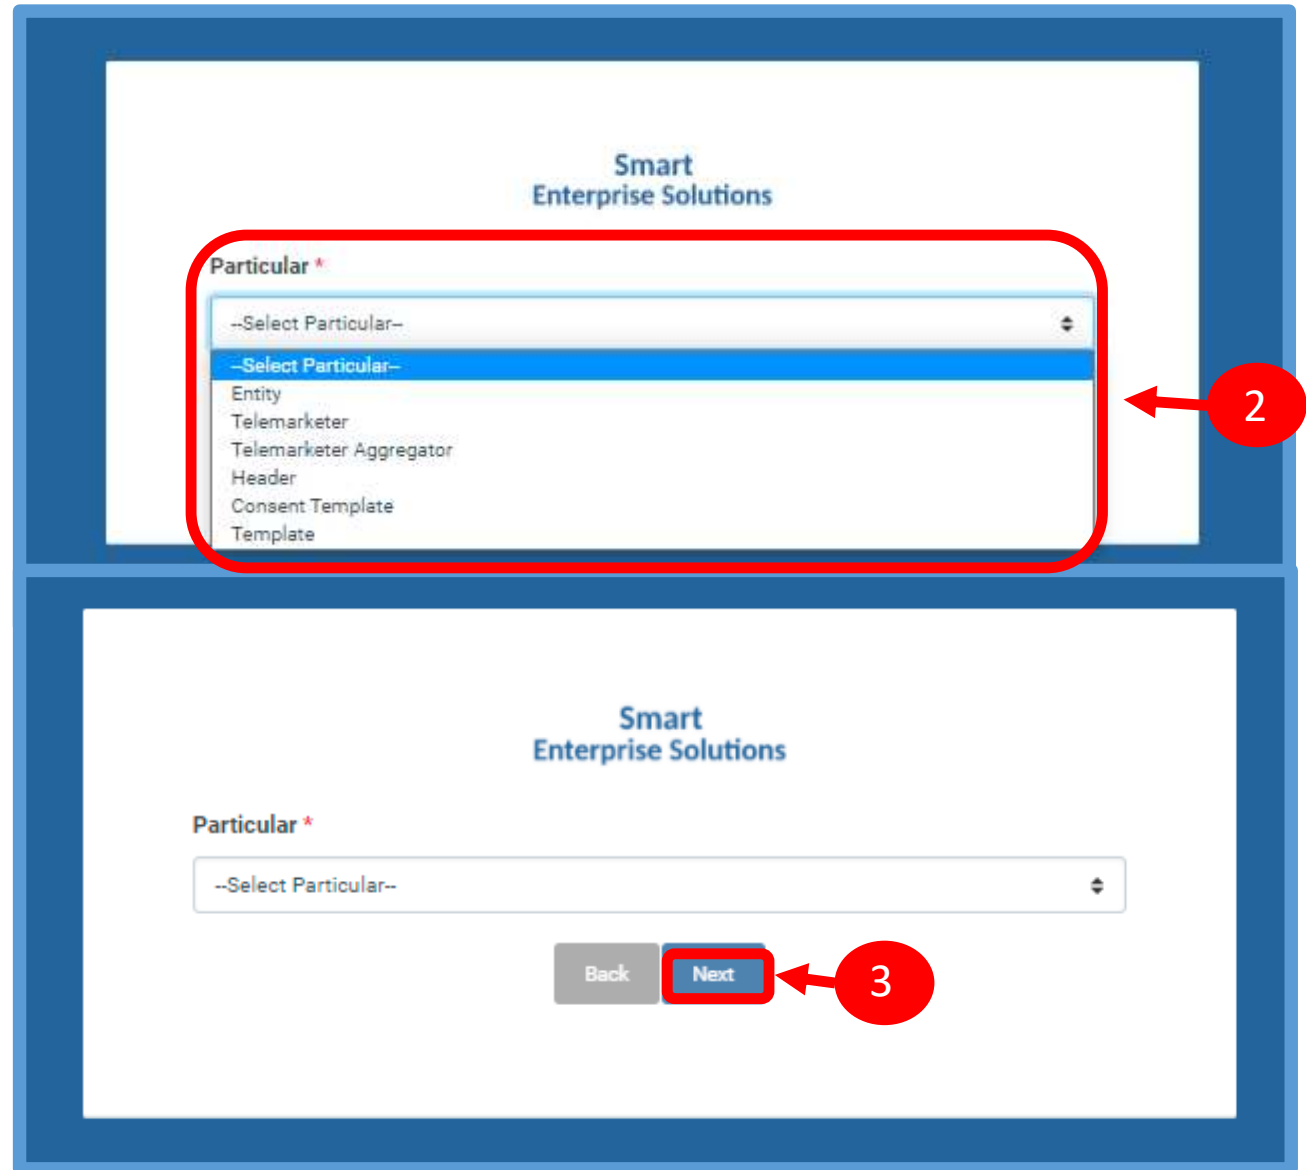 Smart
Enterprise Solutions
Particular *
--Select Particular--
--Select Particular--
Entity
Telemarketer
Telemarketer Aggregator
Header
Consent Template
Template
2
Smart
Enterprise Solutions
Particular *
--Select Particular--
Back Next
3